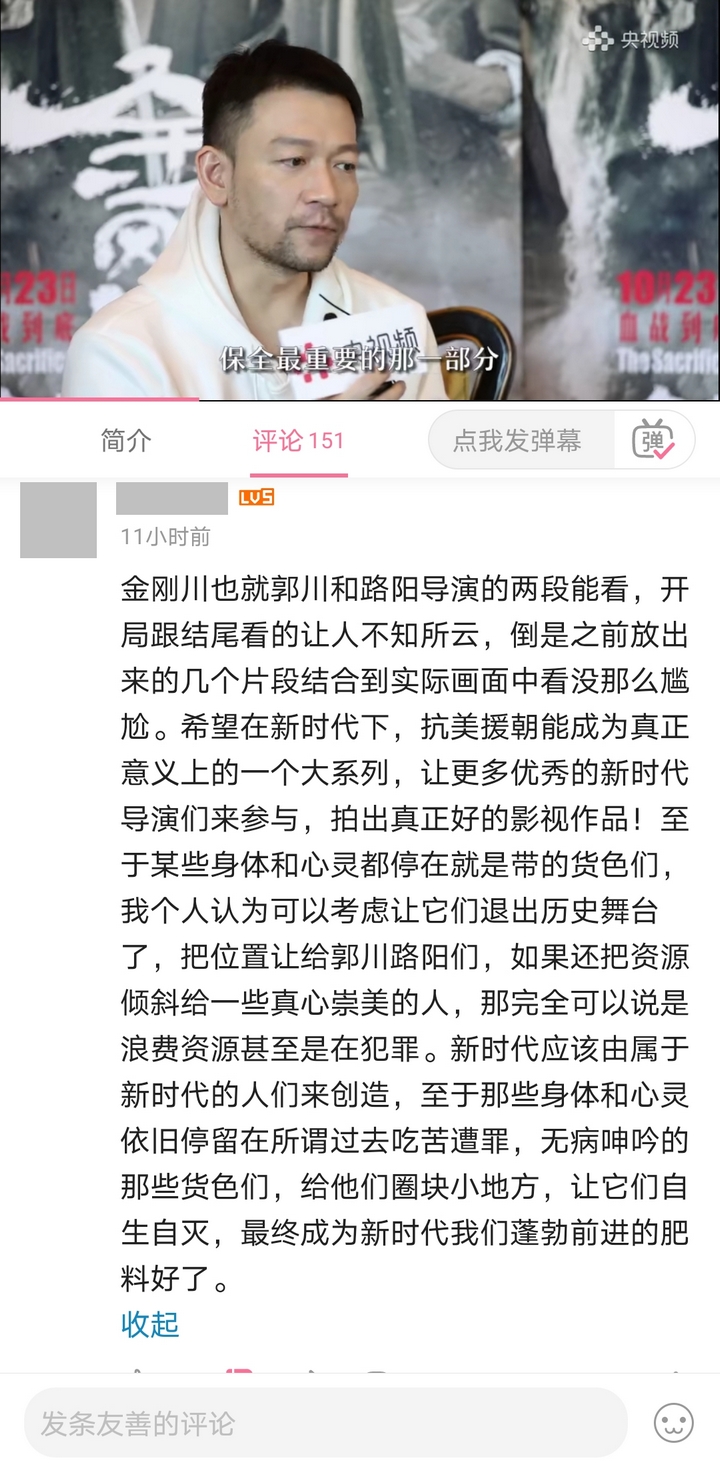 央视频
金刚川
月23日
10月23
战到底
血战到
Sacrifice
The Sacrifi
央视频
保全最重要的那一部分
简介
评论 151
点我发弹幕
弹
LV5
11小时前
金刚川也就郭川和路阳导演的两段能看，开
局跟结尾看的让人不知所云，倒是之前放出
来的几个片段结合到实际画面中看没那么尴
尬。希望在新时代下，抗美援朝能成为真正
意义上的一个大系列，让更多优秀的新时代
导演们来参与，拍出真正好的影视作品！至
于某些身体和心灵都停在就是带的货色们，
我个人认为可以考虑让它们退出历史舞台
了，把位置让给郭川路阳们，如果还把资源
倾斜给一些真心崇美的人，那完全可以说是
浪费资源甚至是在犯罪。新时代应该由属于
新时代的人们来创造，至于那些身体和心灵
依旧停留在所谓过去吃苦遭罪，无病呻吟的
那些货色们，给他们圈块小地方，让它们自
生自灭，最终成为新时代我们蓬勃前进的肥
料好了。
收起
发条友善的评论